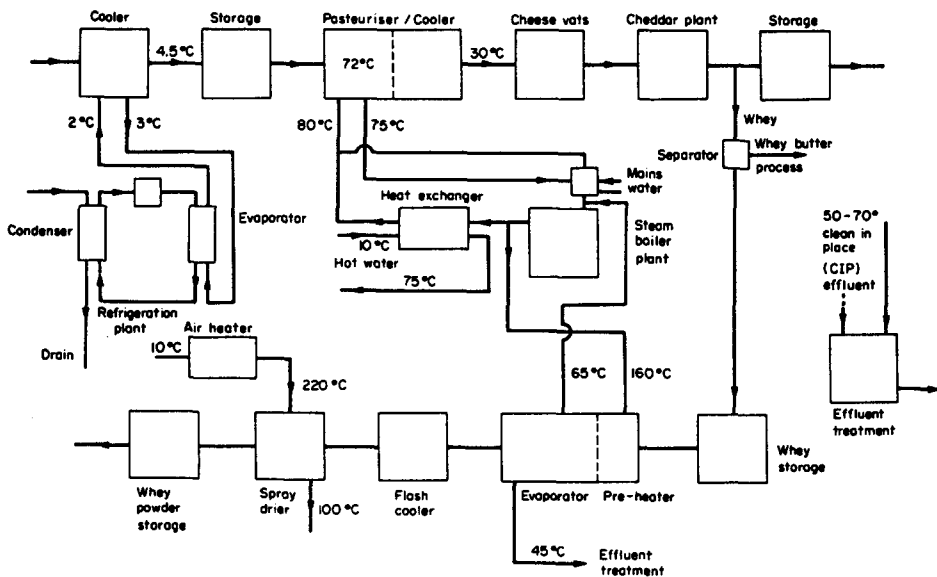 Cooler
Storage
Pasteuriser / Cooler
Cheese vats
Cheddar plant
Storage
4.5°C
72°C
30°C
2°C
3°C
80°C
75°C
Whey
Separator
Whey butter
process
Mains
water
Heat exchanger
Condenser
Evaporator
10°C
Hot water
75°C
Steam
boiler
plant
50-70°
clean in
place
(CIP)
effluent
Refrigeration
plant
Drain
Air heater
10°C
220°C
65°C
160°C
Effluent
treatment
Whey
powder
storage
Spray
drier
100°C
Flash
cooler
Evaporator
Pre-heater
Whey
storage
45°C
Effluent
treatment